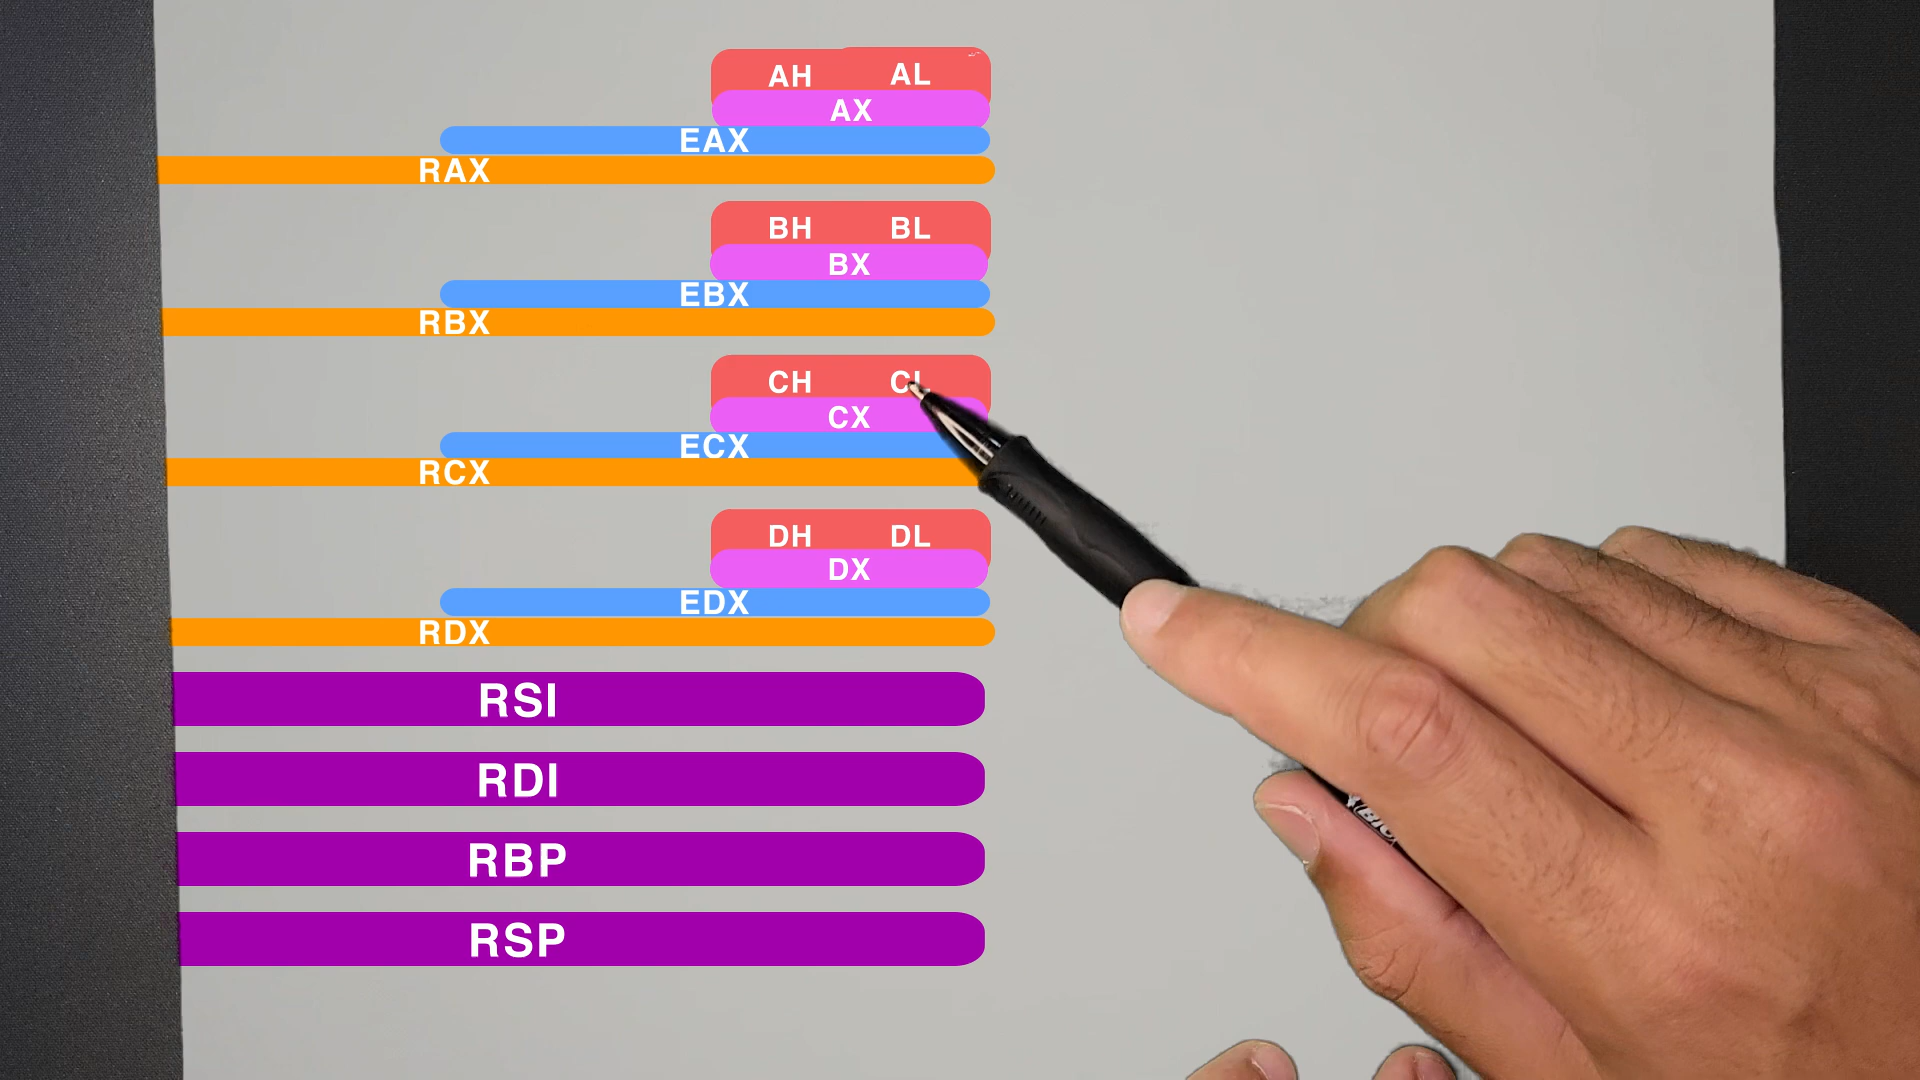 AH AL
AX
EAX
RAX
BH BL
BX
EBX
RBX
CH CL
CX
ECX
RCX
DH DL
DX
EDX
RDX
RSI
RDI
RBP
RSP
BIC